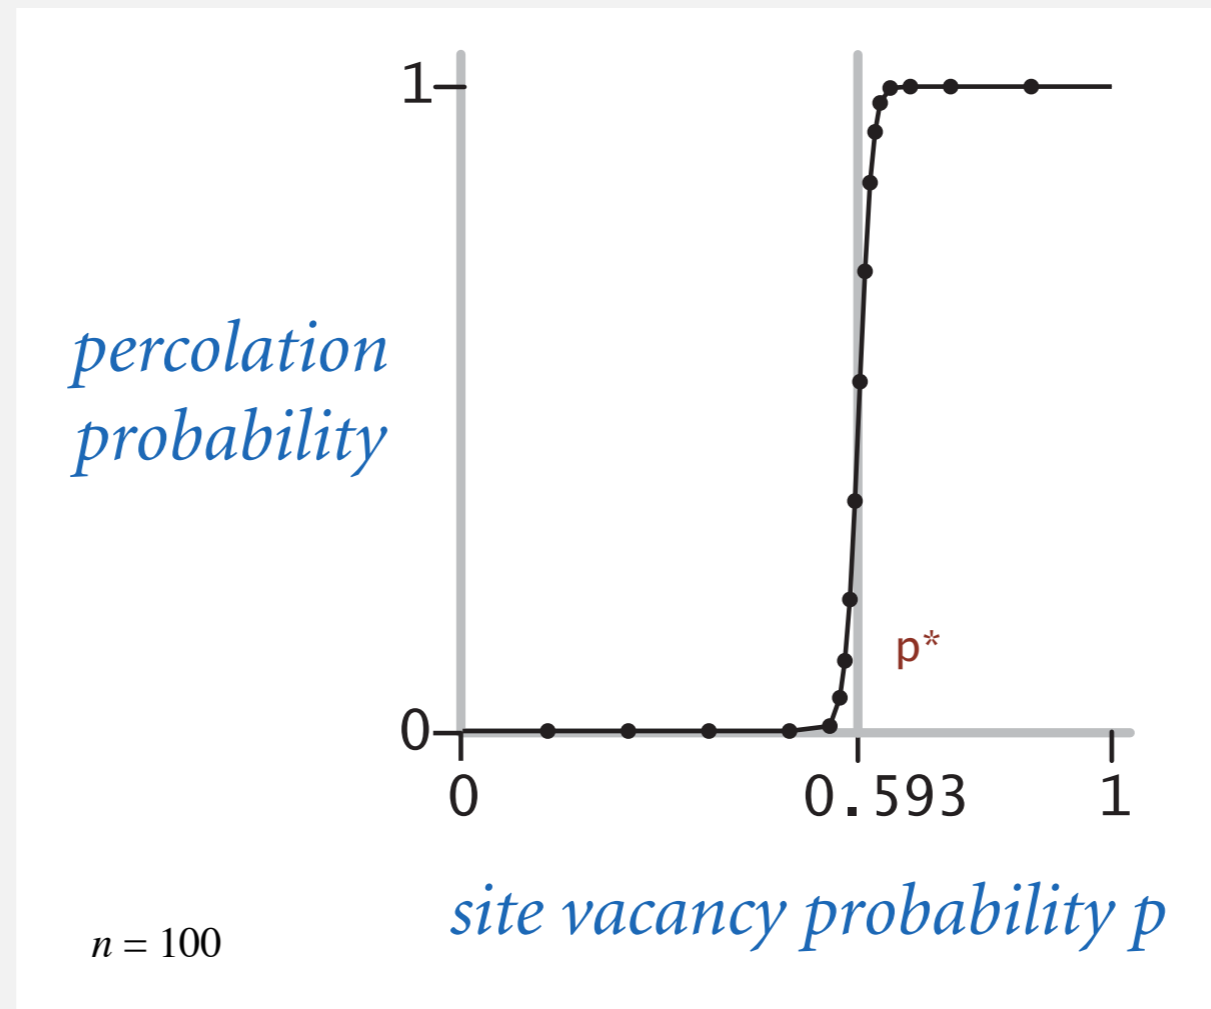 1
percolation
probability
p*
0
0 0.593 1
site vacancy probability p
n = 100